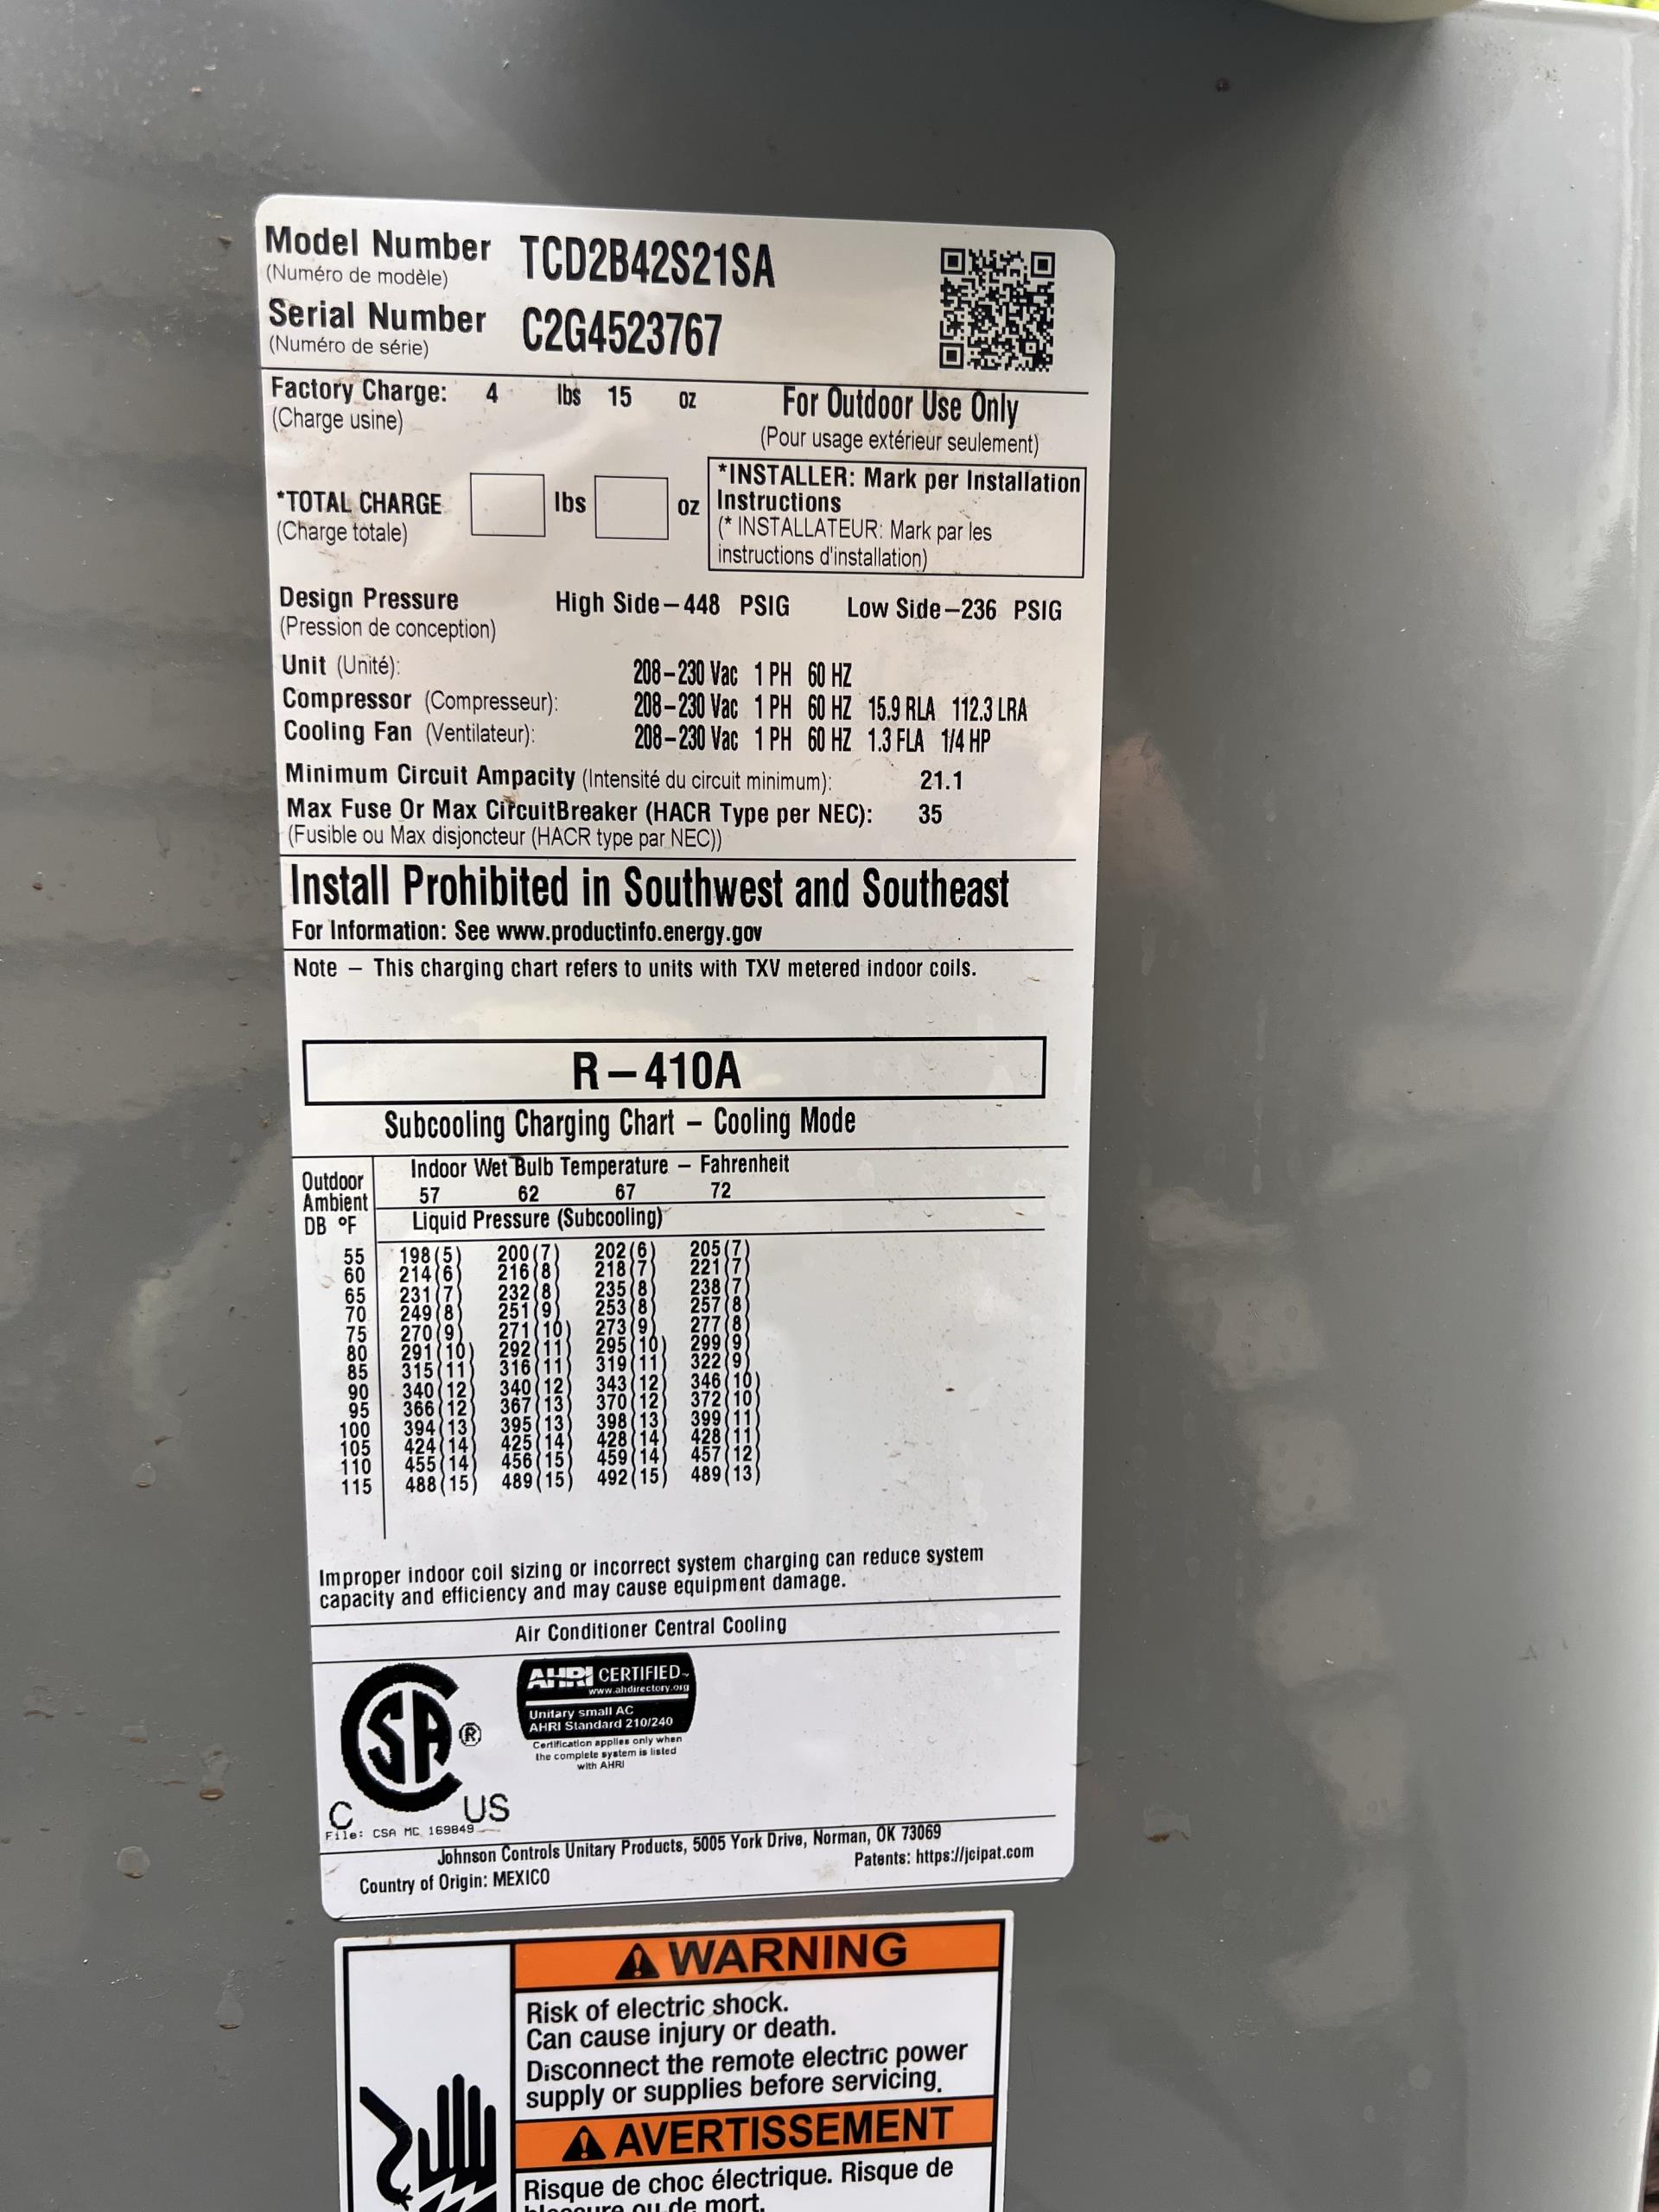 Model Number TCD2B42S21SA
(Numéro de modèle)
Serial Number C2G4523767
(Numéro de série)
Factory Charge: 4 lbs 15 oz For Outdoor Use Only
(Charge usine) (Pour usage extérieur seulement)
*TOTAL CHARGE lbs oz
(Charge totale)
*INSTALLER: Mark per Installation
Instructions
(* INSTALLATEUR: Mark par les
instructions d'installation)
Design Pressure High Side–448 PSIG Low Side–236 PSIG
(Pression de conception)
Unit (Unité): 208–230 Vac 1 PH 60 HZ
Compressor (Compresseur): 208–230 Vac 1 PH 60 HZ 15.9 RLA 112.3 LRA
Cooling Fan (Ventilateur): 208–230 Vac 1 PH 60 HZ 1.3 FLA 1/4 HP
Minimum Circuit Ampacity (Intensité du circuit minimum): 21.1
Max Fuse Or Max CircuitBreaker (HACR Type per NEC): 35
(Fusible ou Max disjoncteur (HACR type par NEC))
Install Prohibited in Southwest and Southeast
For Information: See www.productinfo.energy.gov
Note – This charging chart refers to units with TXV metered indoor coils.
R–410A
Subcooling Charging Chart – Cooling Mode
Outdoor Ambient DB ºF
Indoor Wet Bulb Temperature – Fahrenheit
57 62 67 72
Liquid Pressure (Subcooling)
55 198(5) 200(7) 202(6) 205(7)
60 214(6) 216(8) 218(7) 221(7)
65 231(7) 232(8) 235(8) 238(7)
70 249(8) 251(9) 253(8) 257(8)
75 270(9) 271(10) 273(9) 277(8)
80 291(10) 292(11) 295(10) 299(9)
85 315(11) 316(11) 319(11) 322(9)
90 340(12) 340(12) 343(12) 346(10)
95 366(12) 367(13) 370(12) 372(10)
100 394(13) 395(13) 398(13) 399(11)
105 424(14) 425(14) 428(14) 428(11)
110 455(14) 456(15) 459(14) 457(12)
115 488(15) 489(15) 492(15) 489(13)
Improper indoor coil sizing or incorrect system charging can reduce system
capacity and efficiency and may cause equipment damage.
Air Conditioner Central Cooling
SA ®
C US
File: CSA MC 169849
AHRI CERTIFIED™
www.ahdirectory.org
Unitary small AC
AHRI Standard 210/240
Certification applies only when
the complete system is listed
with AHRI
Johnson Controls Unitary Products, 5005 York Drive, Norman, OK 73069
Country of Origin: MEXICO Patents: https://jcipat.com
WARNING
Risk of electric shock.
Can cause injury or death.
Disconnect the remote electric power
supply or supplies before servicing.
AVERTISSEMENT
Risque de choc électrique. Risque de
blessure ou de mort.